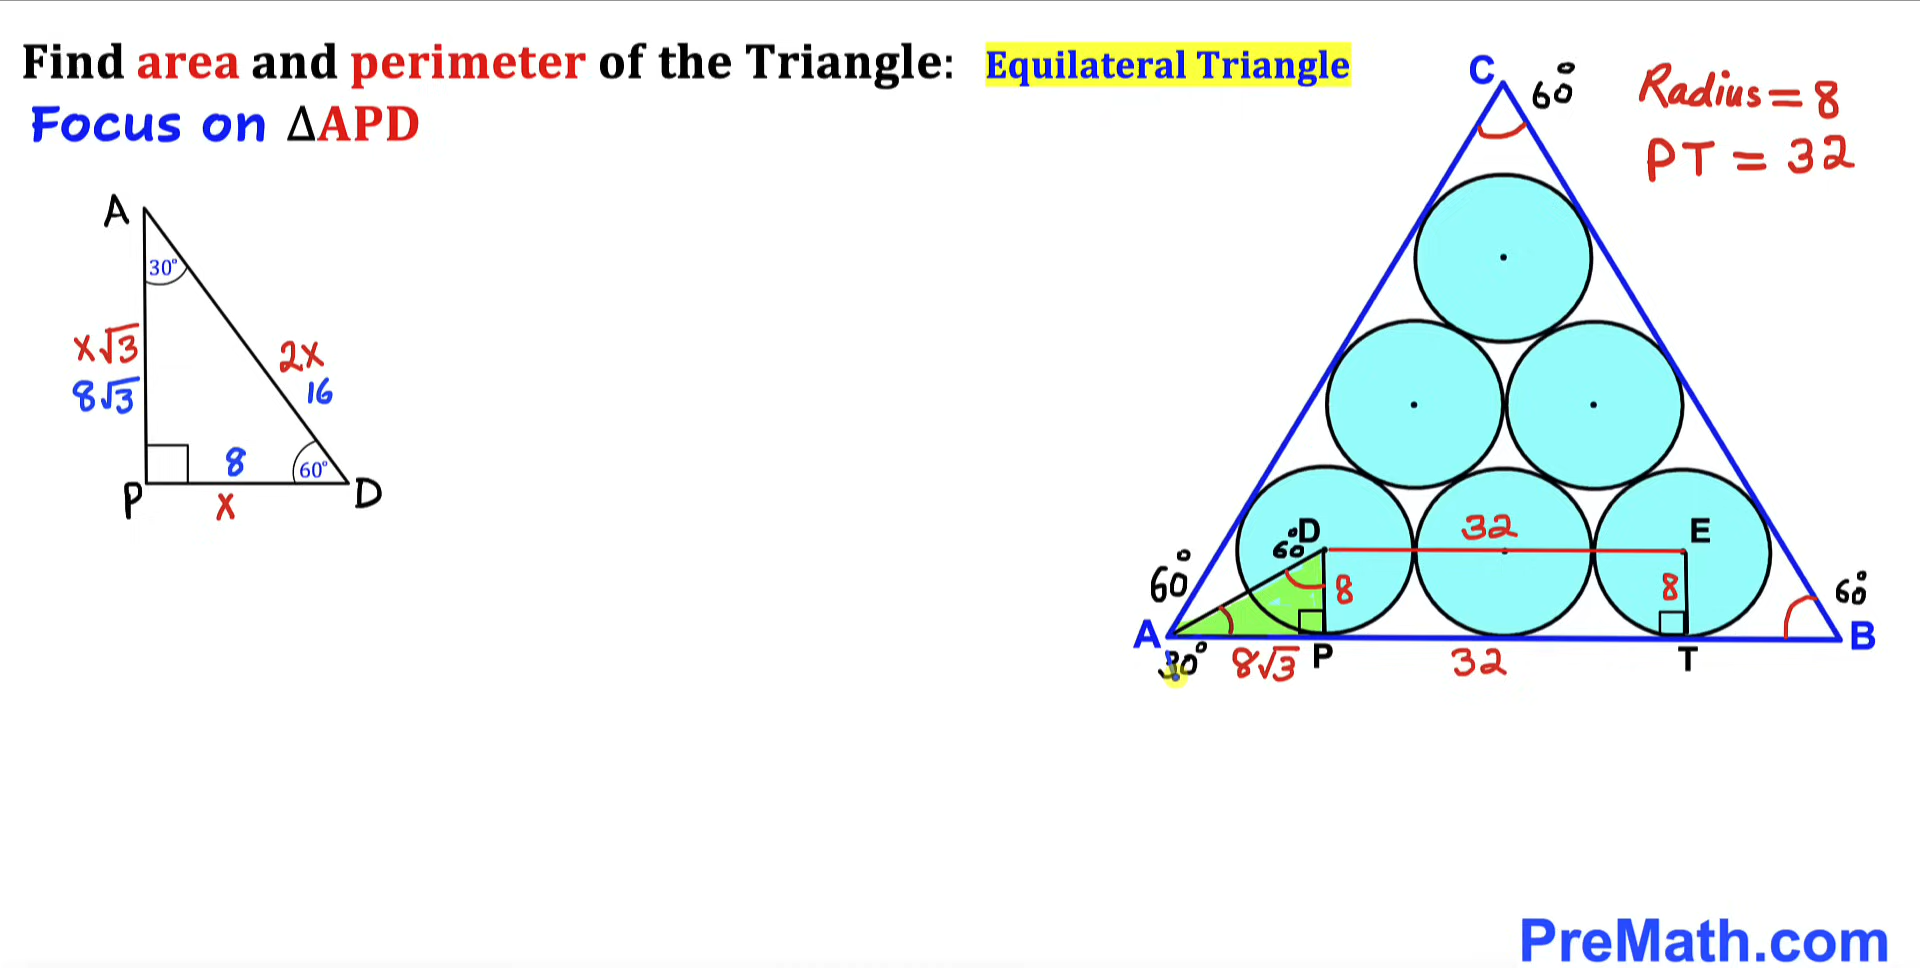 Find area and perimeter of the Triangle: Equilateral Triangle
Focus on ΔAPD
Radius = 8
PT = 32
A
30°
x√3
8√3
2x
16
8
60°
P
x
D
C
60°
D
60°
32
E
8
8
60°
A
30°
8√3
P
32
T
60°
B
PreMath.com